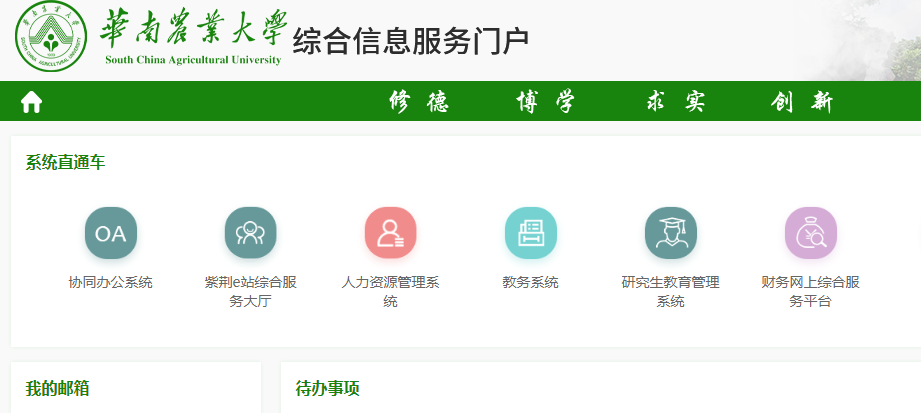 華南農業大學
South China Agricultural University
综合信息服务门户
修德 博学 求实 创新
系统直通车
OA
协同办公系统
紫荆e站综合服
务大厅
人力资源管理系
统
教务系统
研究生教育管理
系统
财务网上综合服
务平台
我的邮箱
待办事项